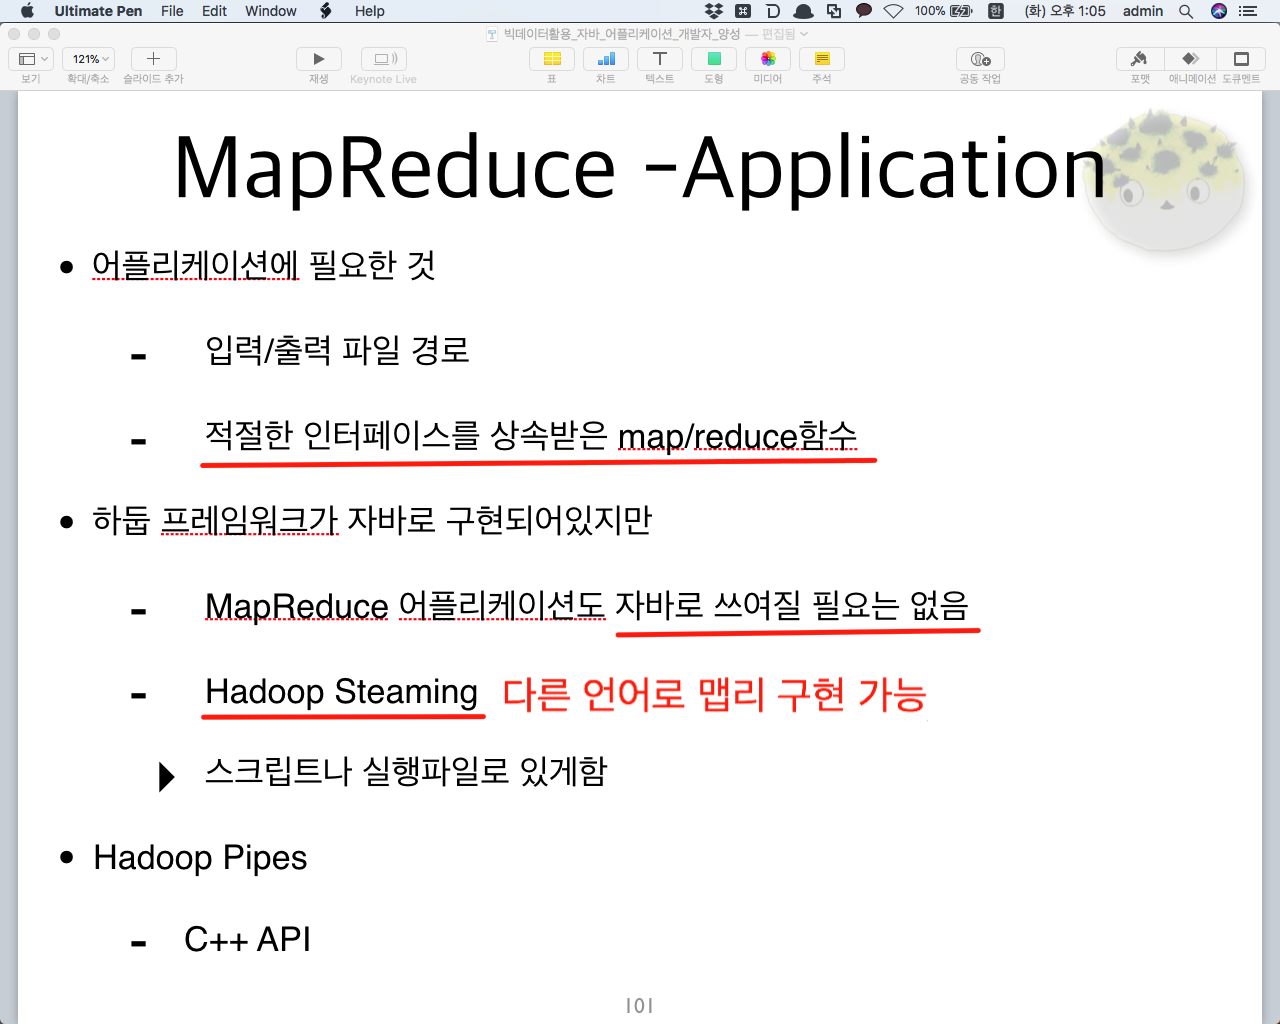 Ultimate Pen File Edit Window Help 100% 한 (화) 오후 1:05 admin
빅데이터활용_자바_어플리케이션_개발자_양성 — 편집됨
121%
보기 확대/축소 슬라이드 추가 재생 Keynote Live 표 차트 텍스트 도형 미디어 주석 공동 작업 포맷 애니메이션 도큐멘트
MapReduce -Application
• 어플리케이션에 필요한 것
- 입력/출력 파일 경로
- 적절한 인터페이스를 상속받은 map/reduce함수
• 하둡 프레임워크가 자바로 구현되어있지만
- MapReduce 어플리케이션도 자바로 쓰여질 필요는 없음
- Hadoop Steaming 다른 언어로 맵리 구현 가능
스크립트나 실행파일로 있게함
• Hadoop Pipes
- C++ API
101